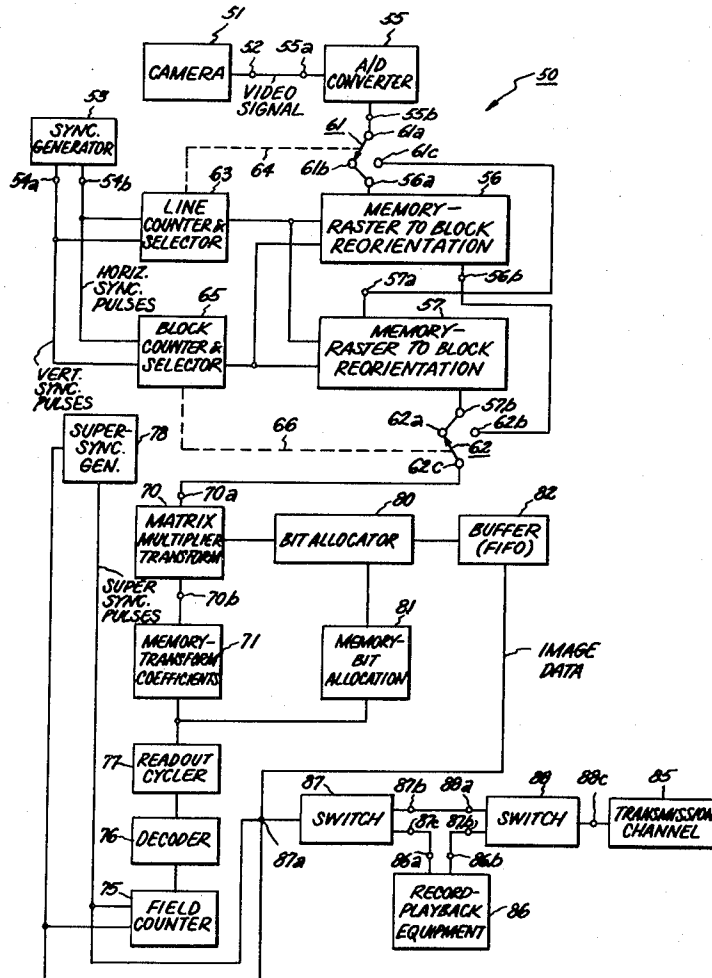 51
CAMERA
52
55a
VIDEO
SIGNAL
55
A/D
CONVERTER
50
55b
61
61a
61b
61c
53
SYNC.
GENERATOR
54a
54b
64
63
LINE
COUNTER &
SELECTOR
56a
56
MEMORY-
RASTER TO BLOCK
REORIENTATION
56b
HORIZ.
SYNC.
PULSES
65
BLOCK
COUNTER &
SELECTOR
57a
57
MEMORY-
RASTER TO BLOCK
REORIENTATION
57b
VERT.
SYNC.
PULSES
66
62a
62b
62
62c
SUPER-
SYNC.
GEN.
78
70
70a
MATRIX
MULTIPLIER
TRANSFORM
80
BIT ALLOCATOR
82
BUFFER
(FIFO)
SUPER
SYNC.
PULSES
70b
MEMORY-
TRANSFORM
COEFFICIENTS
71
81
MEMORY-
BIT
ALLOCATION
IMAGE
DATA
77
READOUT
CYCLER
76
DECODER
75
FIELD
COUNTER
87a
87
SWITCH
87b
88a
87c
87b
86a
86b
88
SWITCH
88c
85
TRANSMISSION
CHANNEL
RECORD-
PLAYBACK
EQUIPMENT
86